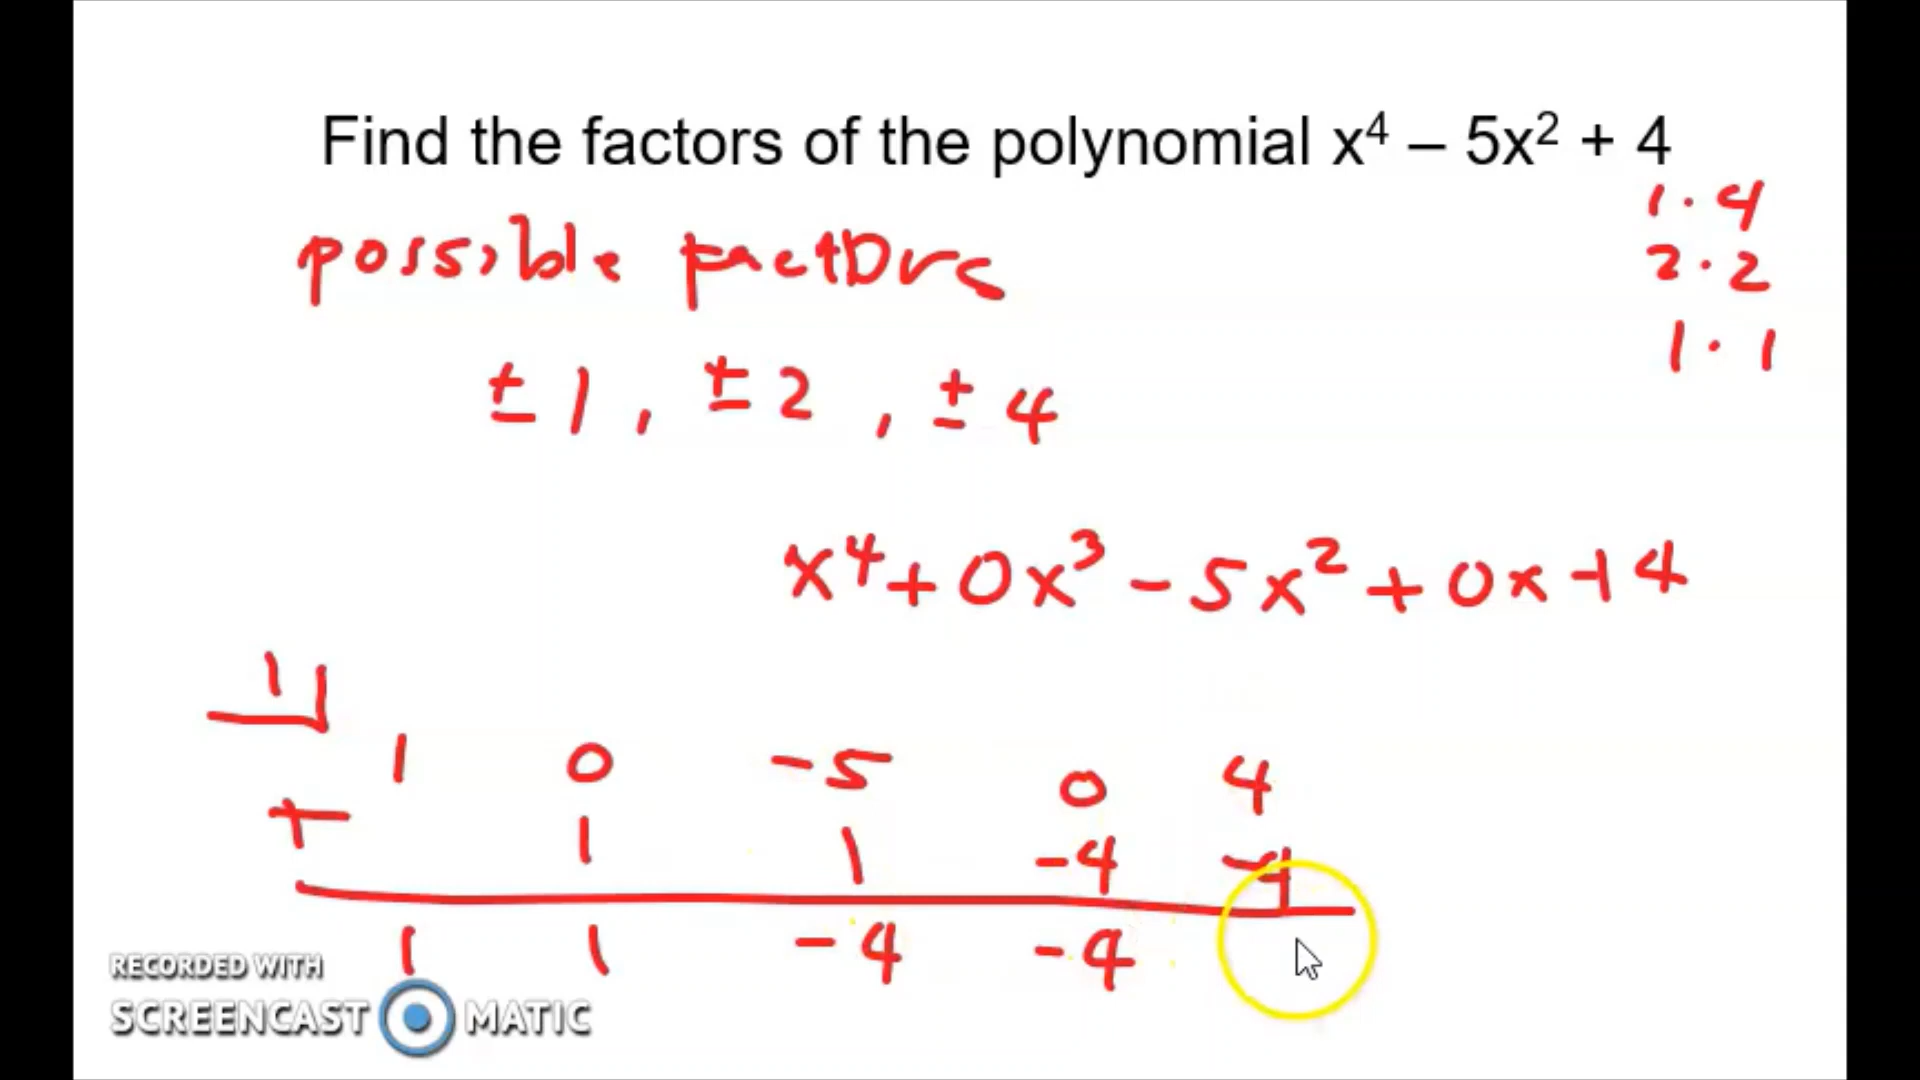 Find the factors of the polynomial x⁴ – 5x² + 4
1 · 4
possible factors
2 · 2
1 · 1
± 1 , ± 2 , ± 4
x⁴ + 0x³ - 5x² + 0x + 4
1
1 0 -5 0 4
+ 1 1 -4 -4
1 1 -4 -4
RECORDED WITH
SCREENCAST MATIC